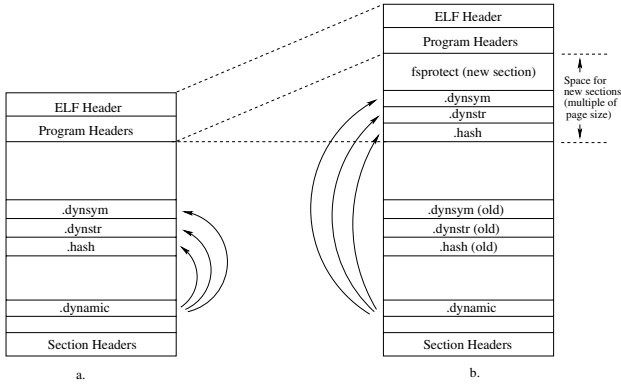 ELF Header
Program Headers
.dynsym
.dynstr
.hash
.dynamic
Section Headers
a.
ELF Header
Program Headers
fsprotect (new section)
.dynsym
.dynstr
.hash
.dynsym (old)
.dynstr (old)
.hash (old)
.dynamic
Section Headers
b.
Space for
new sections
(multiple of
page size)